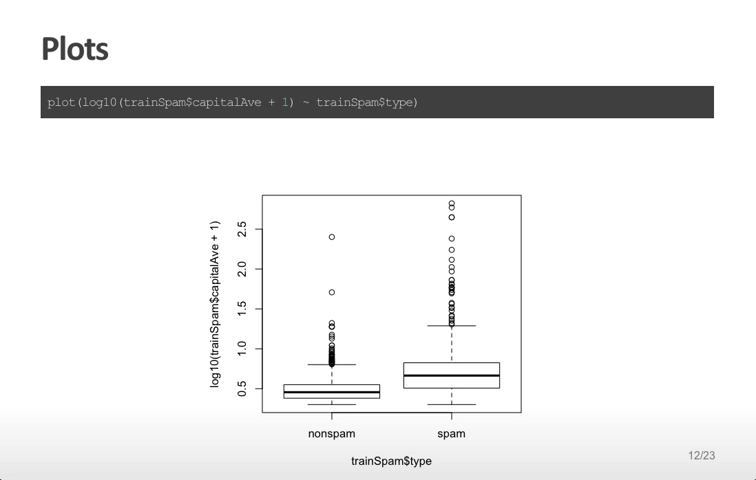 Plots
plot(log10(trainSpam$capitalAve + 1) ~ trainSpam$type)
log10(trainSpam$capitalAve + 1)
2.5
2.0
1.5
1.0
0.5
nonspam
spam
trainSpam$type
12/23